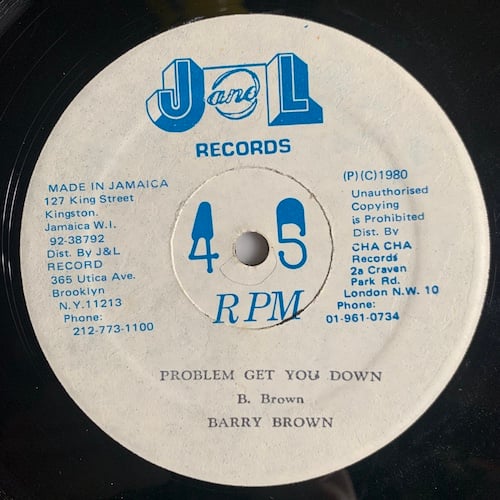 J and L
RECORDS
MADE IN JAMAICA
127 King Street
Kingston.
Jamaica W.I.
92-38792
Dist. By J&L
RECORD
365 Utica Ave.
Brooklyn
N.Y.11213
Phone:
212-773-1100
(P)(C)1980
Unauthorised
Copying
is Prohibited
Dist. By
CHA CHA
Records
2a Craven
Park Rd.
London N.W. 10
Phone:
01-961-0734
45
RPM
PROBLEM GET YOU DOWN
B. Brown
BARRY BROWN